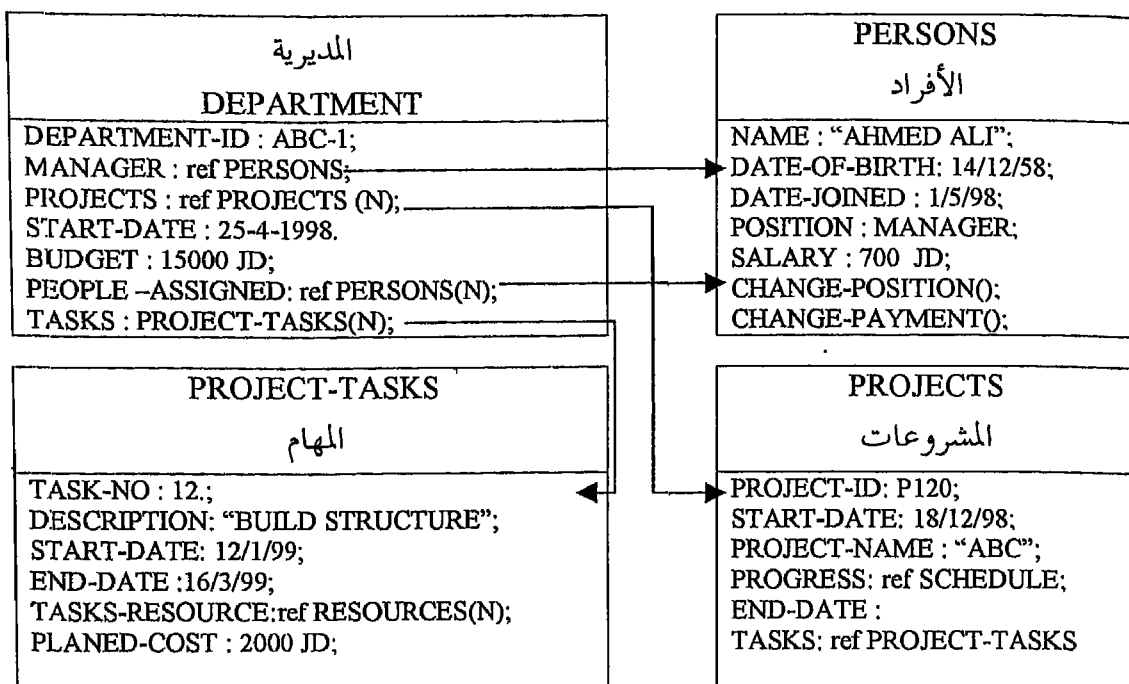 المديرية
DEPARTMENT
DEPARTMENT-ID : ABC-1;
MANAGER : ref PERSONS;
PROJECTS : ref PROJECTS (N);
START-DATE : 25-4-1998.
BUDGET : 15000 JD;
PEOPLE –ASSIGNED: ref PERSONS(N);
TASKS : PROJECT-TASKS(N);
PERSONS
الأفراد
NAME : “AHMED ALI”;
DATE-OF-BIRTH: 14/12/58;
DATE-JOINED : 1/5/98;
POSITION : MANAGER;
SALARY : 700 JD;
CHANGE-POSITION();
CHANGE-PAYMENT();
PROJECT-TASKS
المهام
TASK-NO : 12.;
DESCRIPTION: “BUILD STRUCTURE”;
START-DATE: 12/1/99;
END-DATE :16/3/99;
TASKS-RESOURCE:ref RESOURCES(N);
PLANED-COST : 2000 JD;
PROJECTS
المشروعات
PROJECT-ID: P120;
START-DATE: 18/12/98;
PROJECT-NAME : “ABC”;
PROGRESS: ref SCHEDULE;
END-DATE :
TASKS: ref PROJECT-TASKS